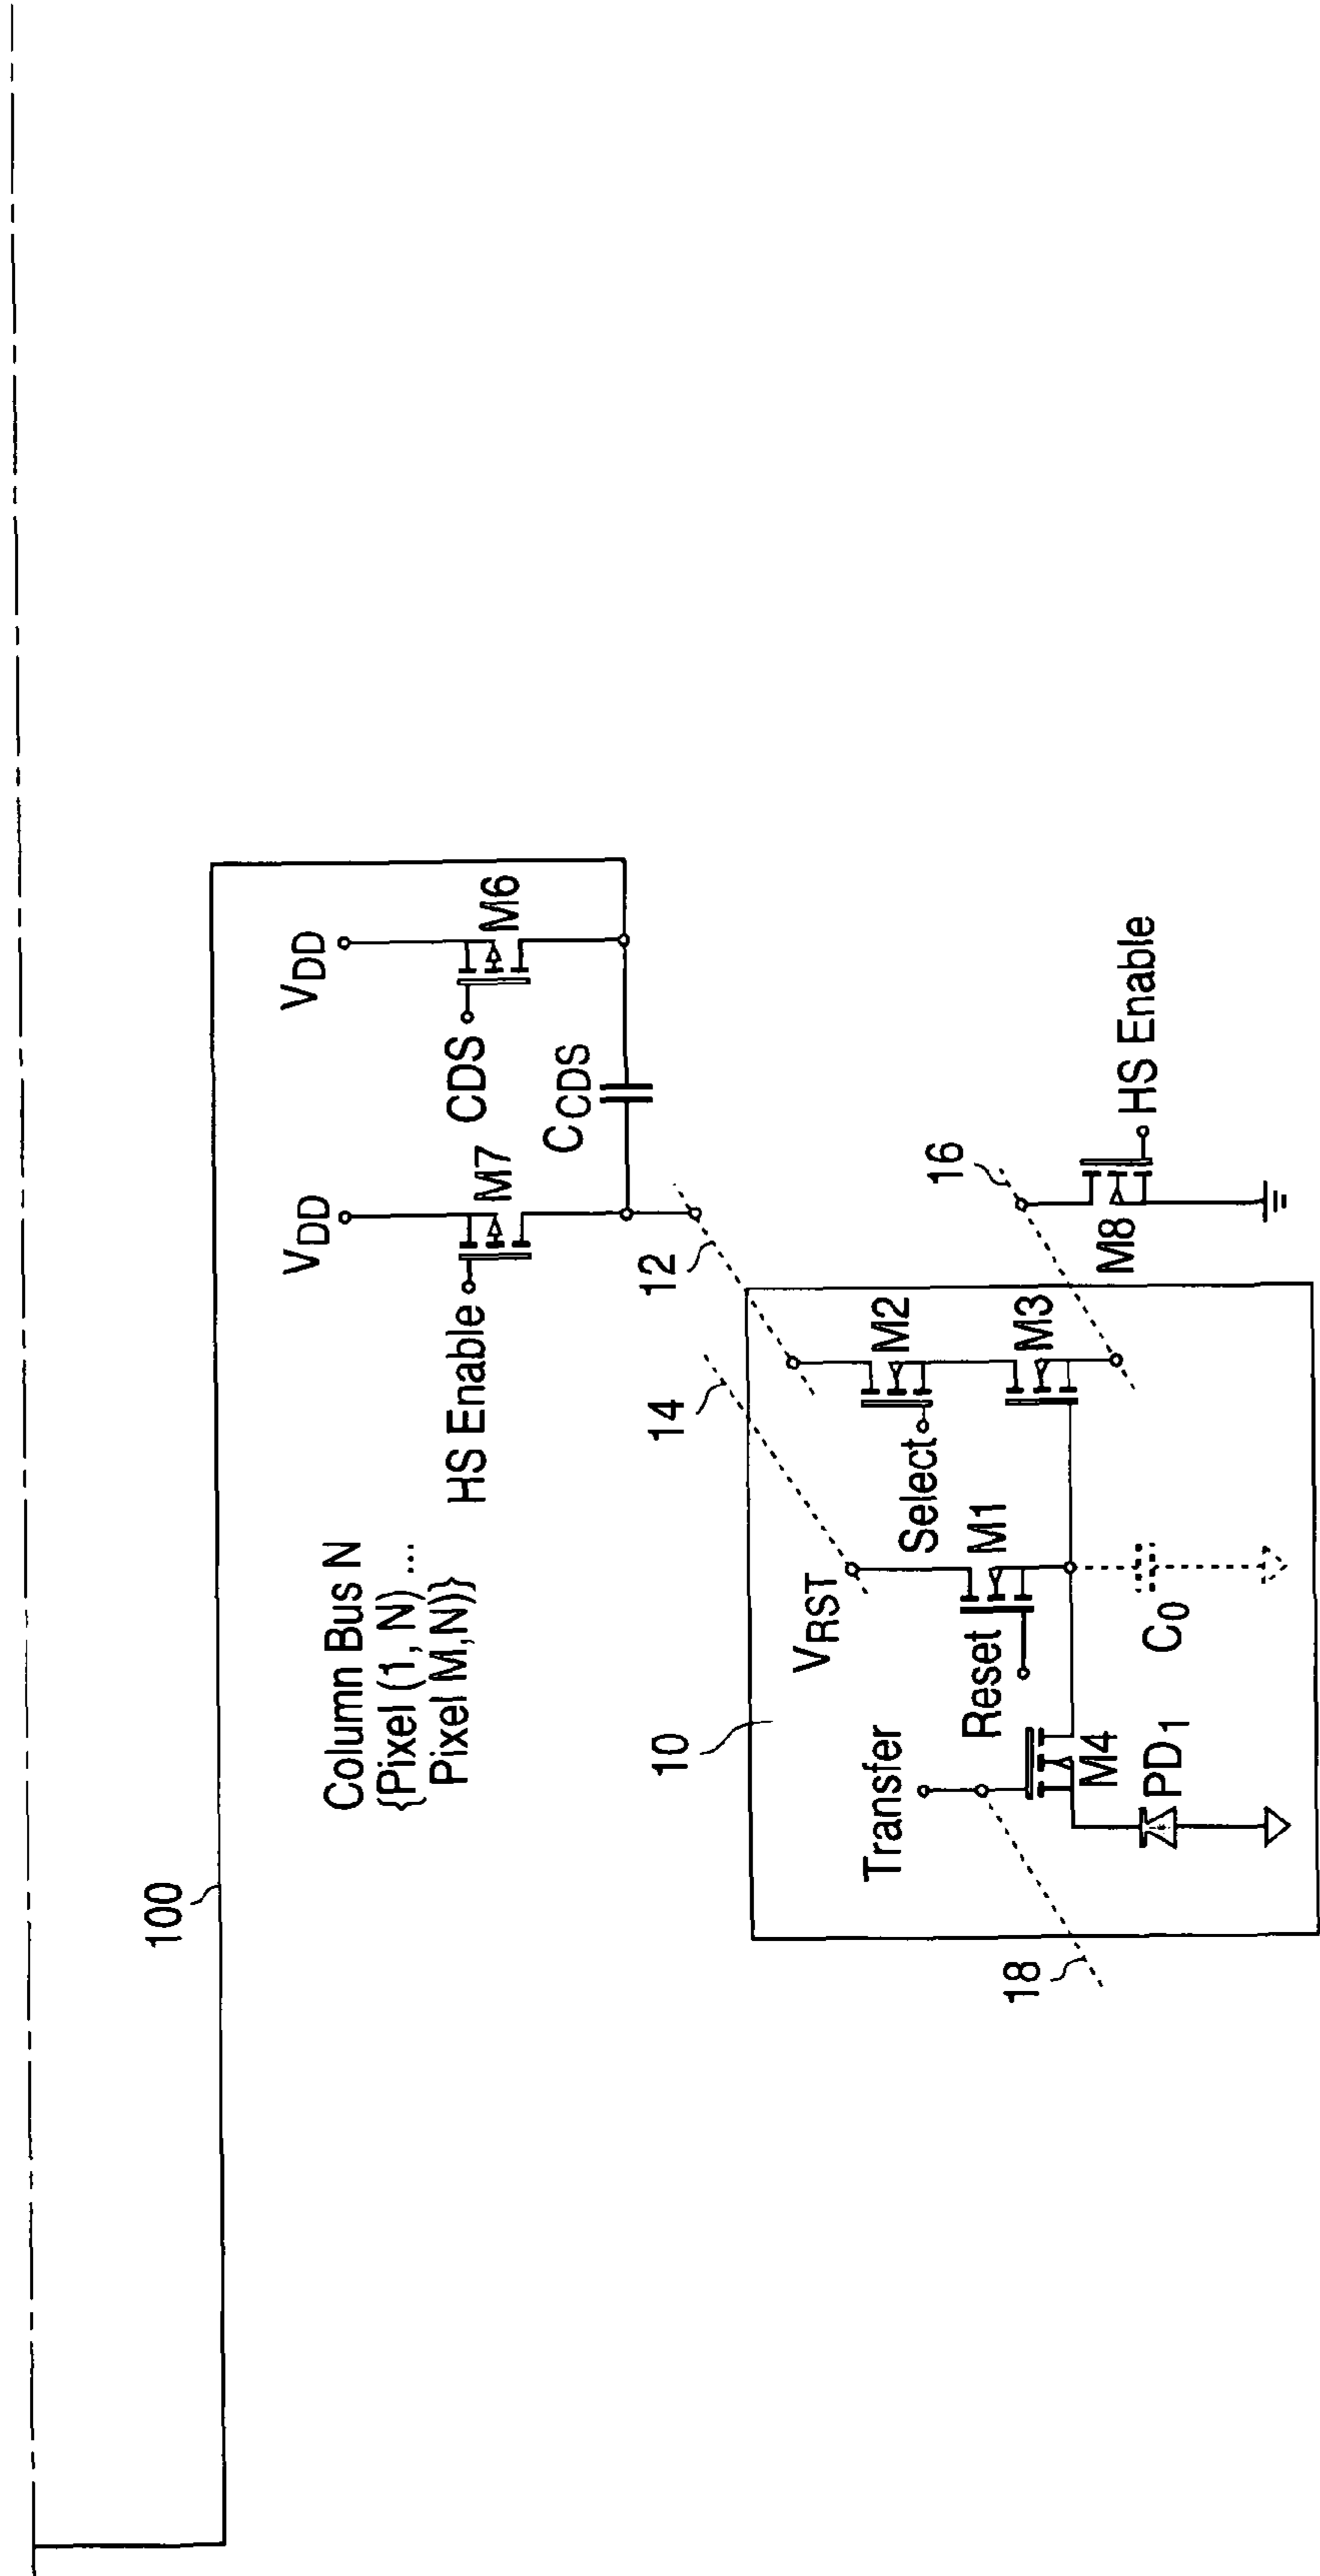 100
Column Bus N
{Pixel (1, N) ...
Pixel M,N)}
VDD
VDD
HS Enable
M7
CDS
M6
CCDS
12
14
10
VRST
Transfer
Reset
M1
Select
M2
M3
M4
PD1
C0
18
16
M8
HS Enable